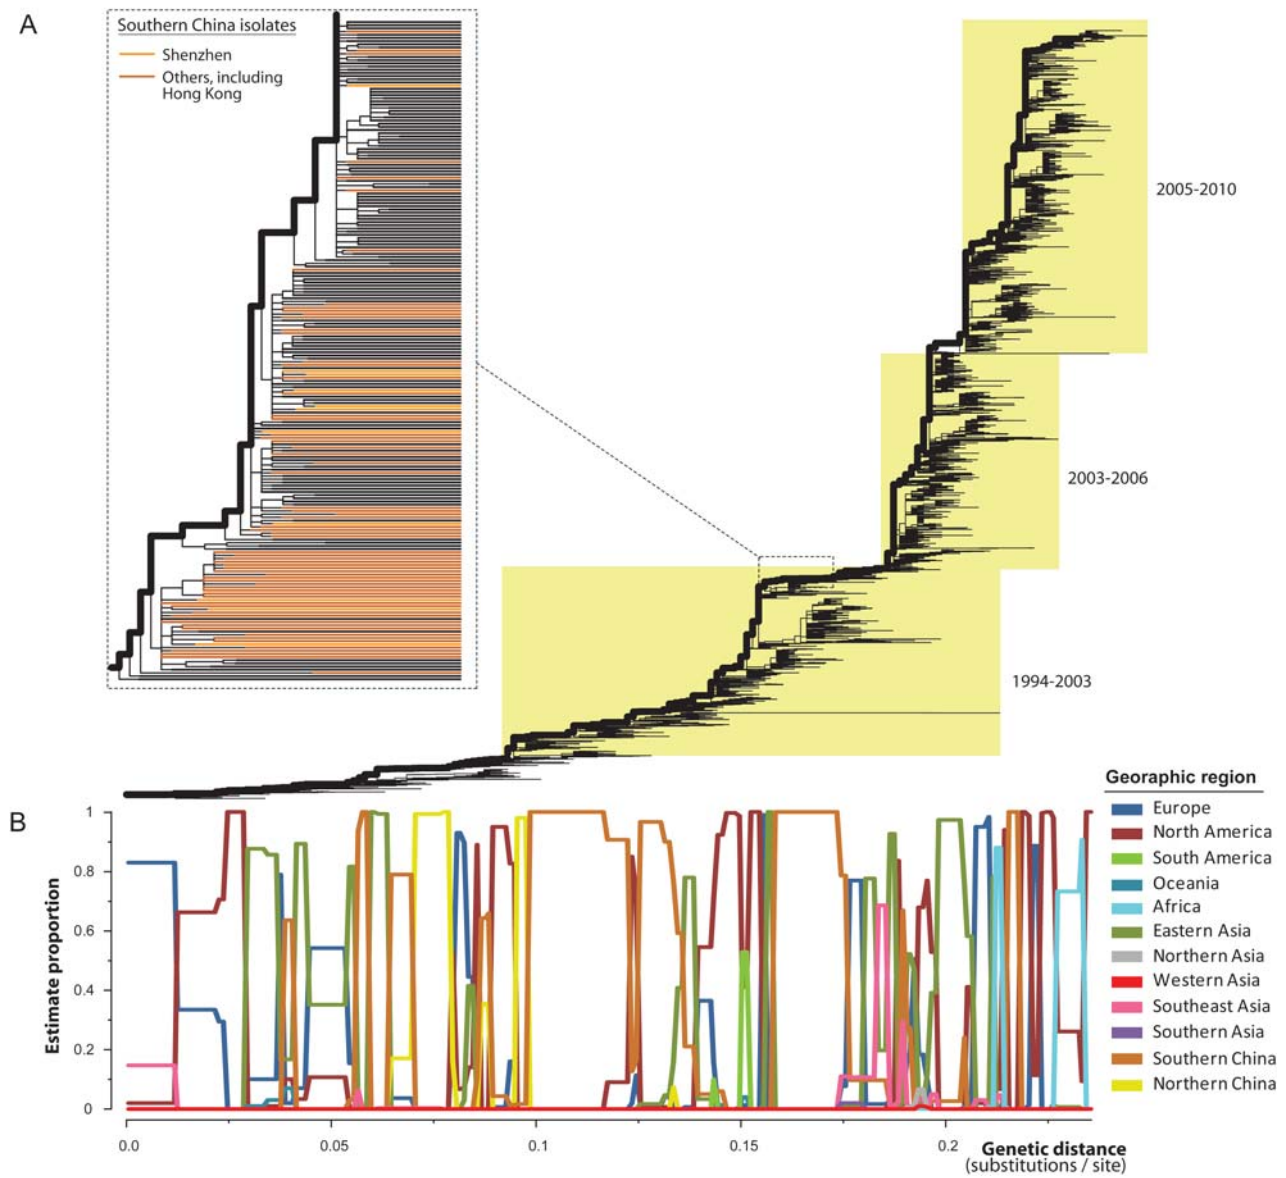 A
Southern China isolates
Shenzhen
Others, including
Hong Kong
2005-2010
2003-2006
1994-2003
B
Georaphic region
Europe
North America
South America
Oceania
Africa
Eastern Asia
Northern Asia
Western Asia
Southeast Asia
Southern Asia
Southern China
Northern China
Estimate proportion
1
0.8
0.6
0.4
0.2
0
0.0
0.05
0.1
0.15
0.2
Genetic distance
(substitutions / site)